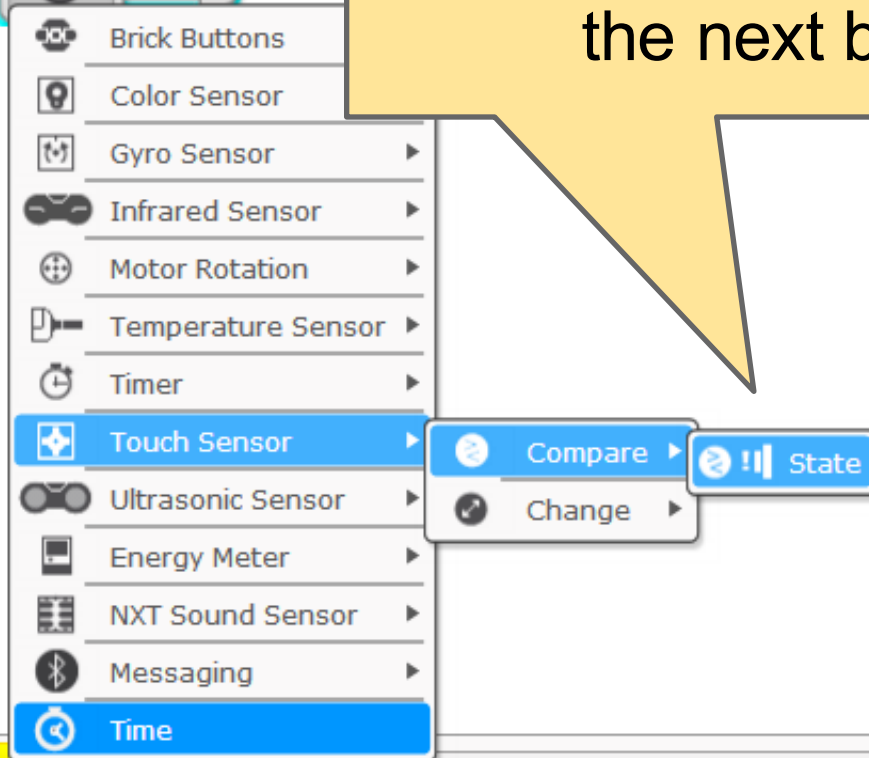 the next b
Brick Buttons
Color Sensor
Gyro Sensor
Infrared Sensor
Motor Rotation
Temperature Sensor
Timer
Touch Sensor
Compare
State
Ultrasonic Sensor
Change
Energy Meter
NXT Sound Sensor
Messaging
Time